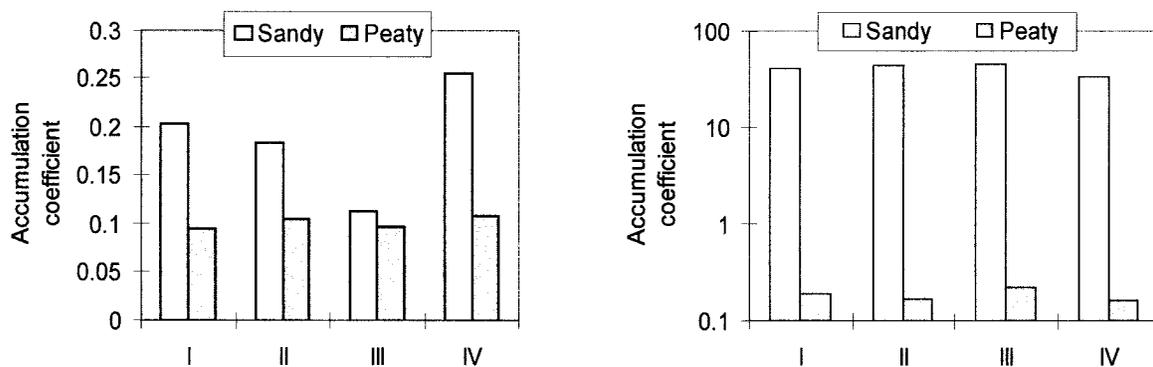 Accumulation
coefficient
0.3
0.25
0.2
0.15
0.1
0.05
0
Sandy Peaty
I II III IV
Accumulation
coefficient
100
10
1
0.1
Sandy Peaty
I II III IV